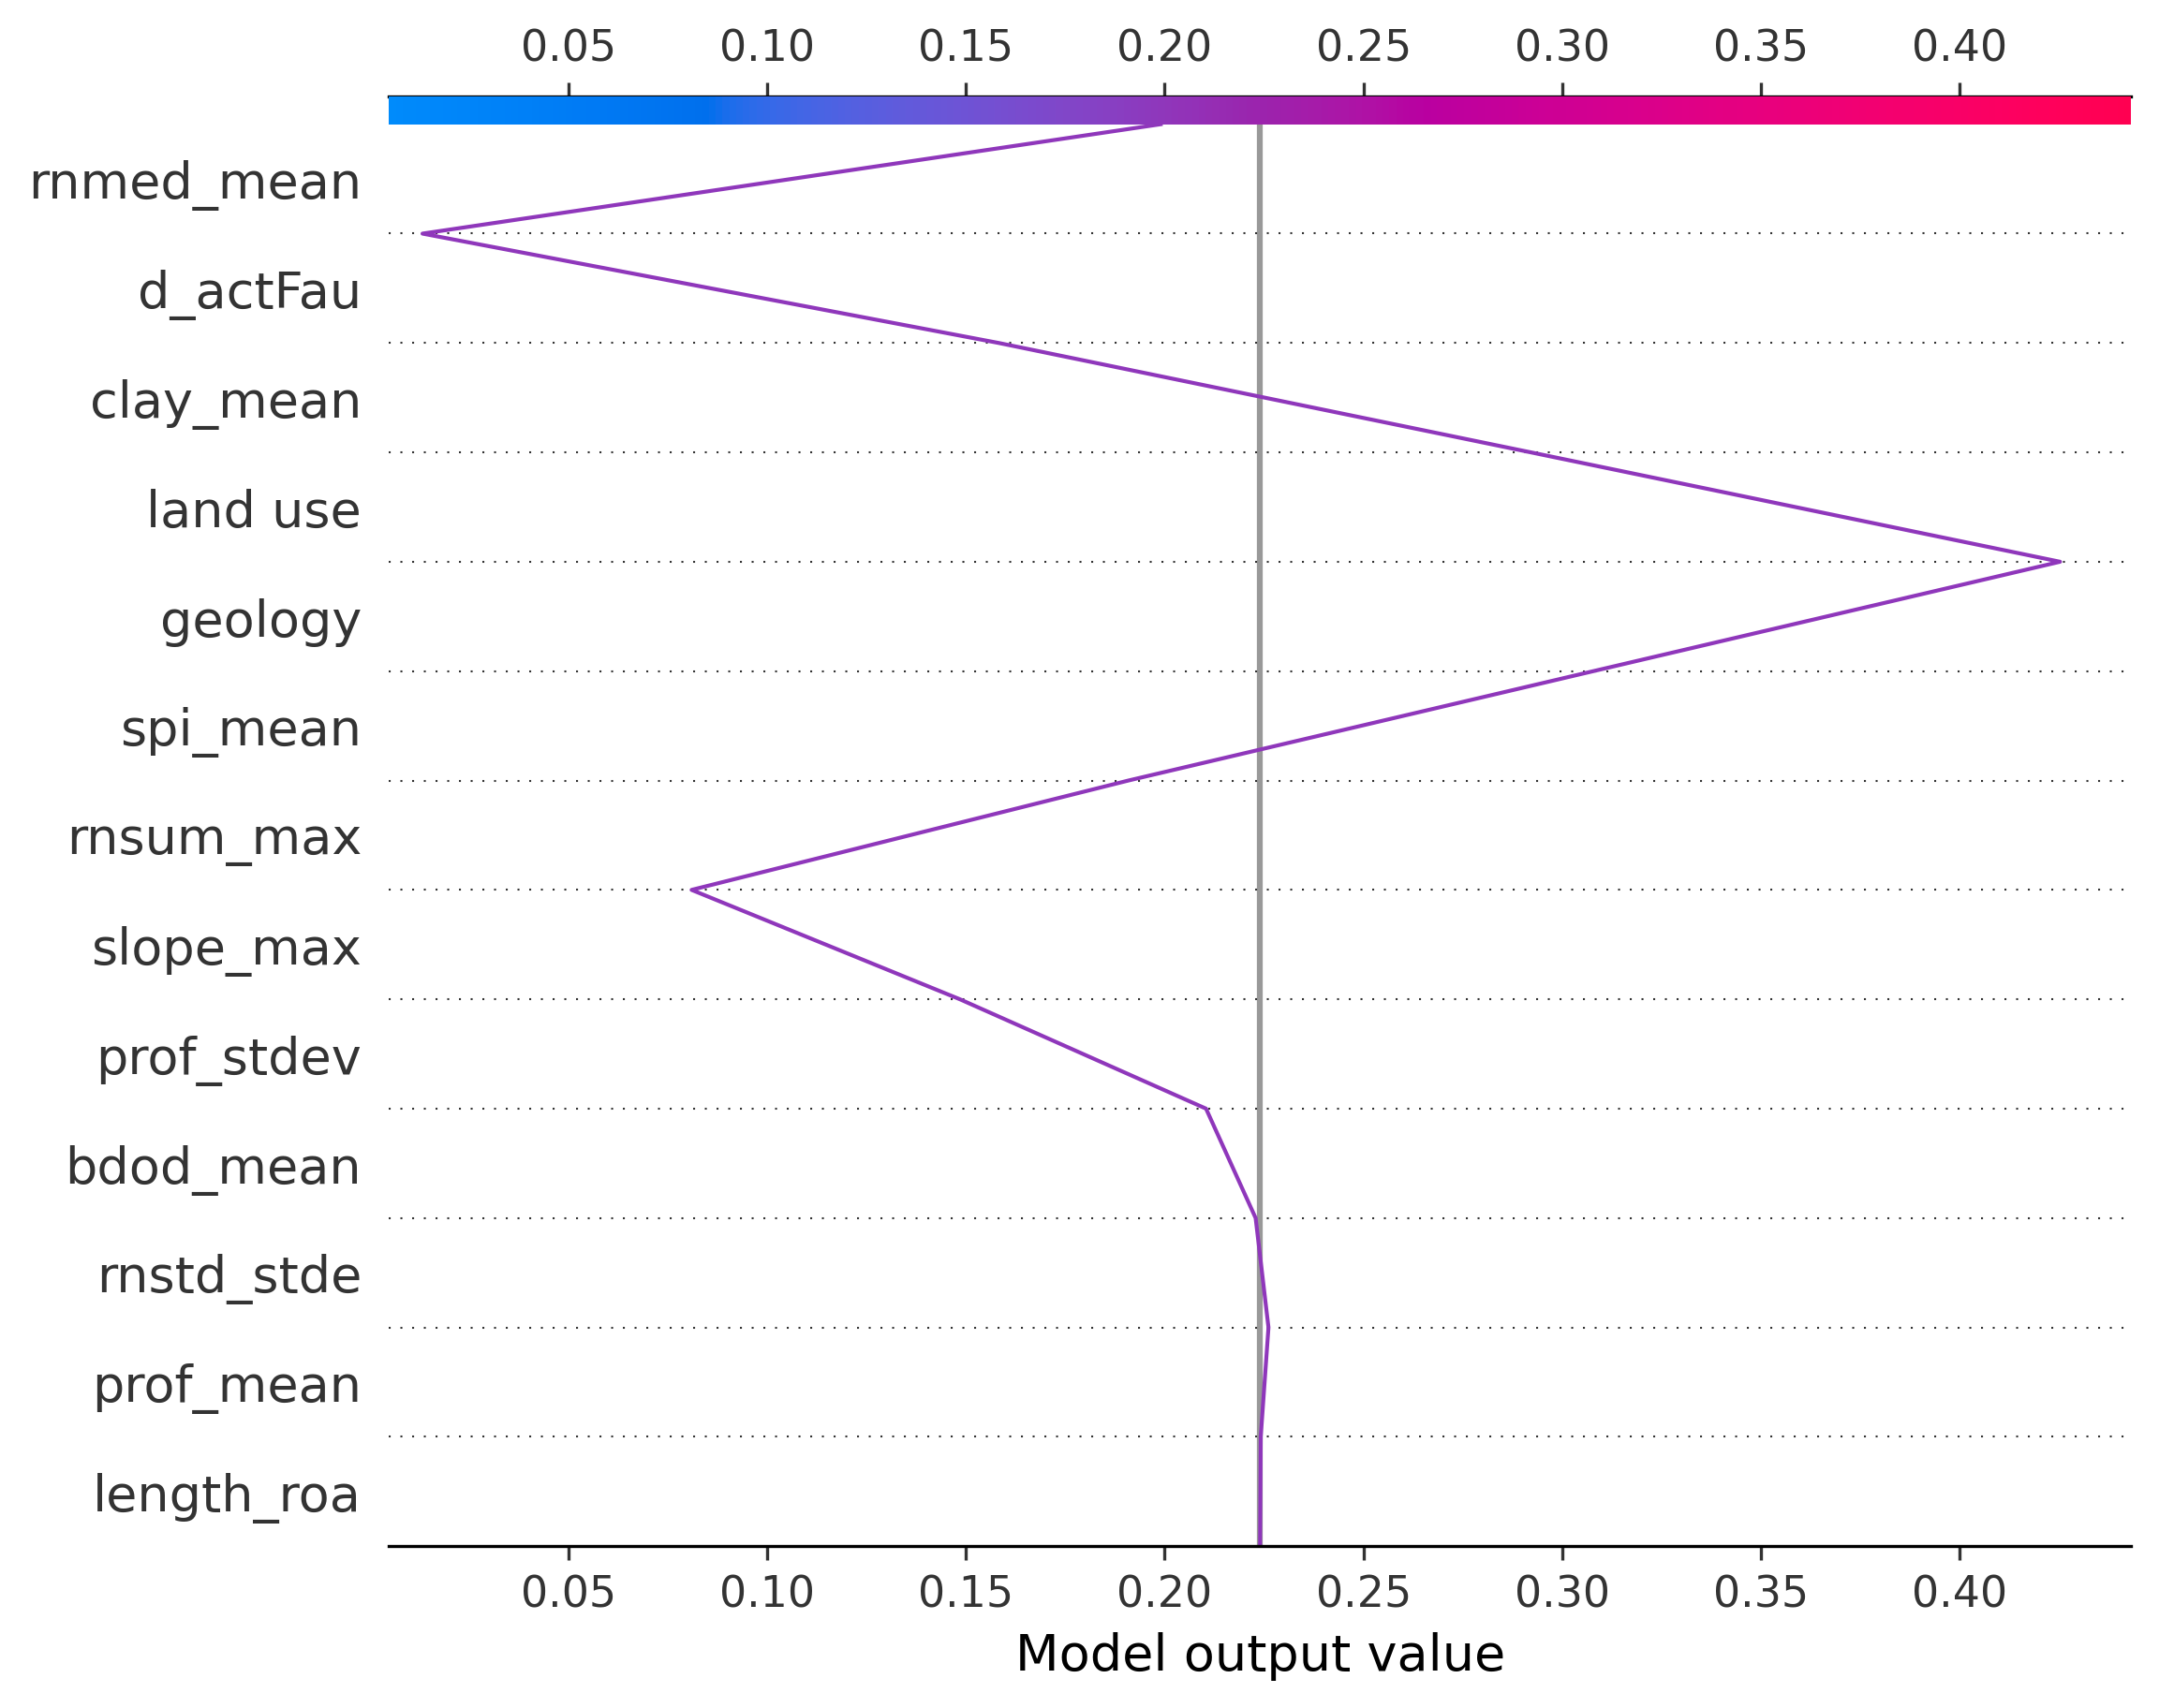 0.05 0.10 0.15 0.20 0.25 0.30 0.35 0.40
rnmed_mean
d_actFau
clay_mean
land use
geology
spi_mean
rnsum_max
slope_max
prof_stdev
bdod_mean
rnstd_stde
prof_mean
length_roa
0.05 0.10 0.15 0.20 0.25 0.30 0.35 0.40
Model output value